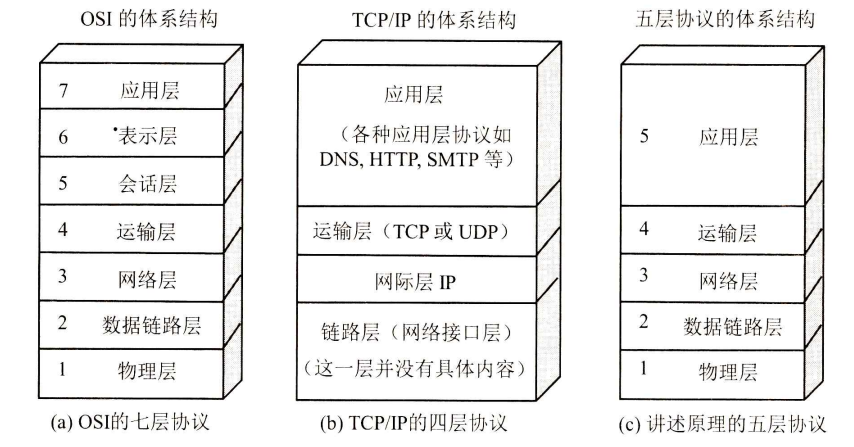 OSI 的体系结构
7 应用层
6 表示层
5 会话层
4 运输层
3 网络层
2 数据链路层
1 物理层
(a) OSI的七层协议
TCP/IP 的体系结构
应用层
（各种应用层协议如
DNS, HTTP, SMTP 等）
运输层（TCP 或 UDP）
网际层 IP
链路层（网络接口层）
（这一层并没有具体内容）
(b) TCP/IP的四层协议
五层协议的体系结构
5 应用层
4 运输层
3 网络层
2 数据链路层
1 物理层
(c) 讲述原理的五层协议